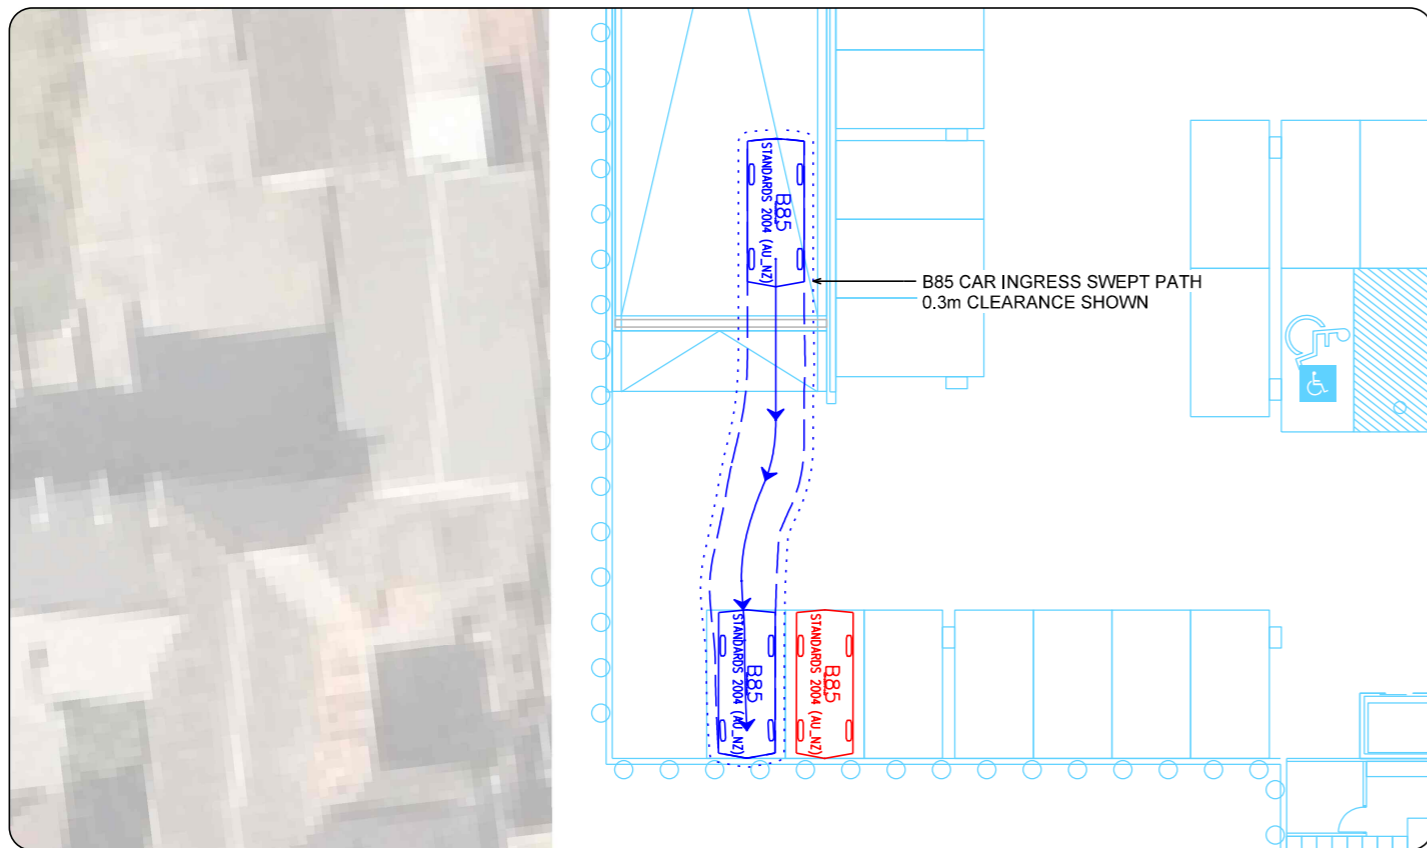 STANDARDS 2004 (AU_NZ)
B85
B85 CAR INGRESS SWEPT PATH
0.3m CLEARANCE SHOWN
STANDARDS 2004 (AU_NZ)
B85
STANDARDS 2004 (AU_NZ)
B85